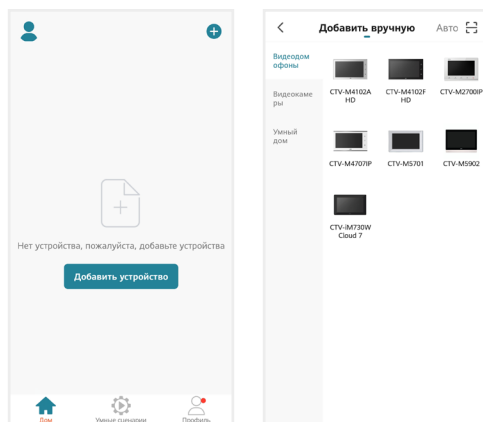 Нет устройства, пожалуйста, добавьте устройства
Добавить устройство
Дом
Умные сценарии
Профиль
Добавить вручную
Авто
Видеодом
офоны
Видеокаме
ры
Умный
дом
CTV-M4102A
HD
CTV-M4102F
HD
CTV-M2700IP
CTV-M4707IP
CTV-M5701
CTV-M5902
CTV-iM730W
Cloud 7